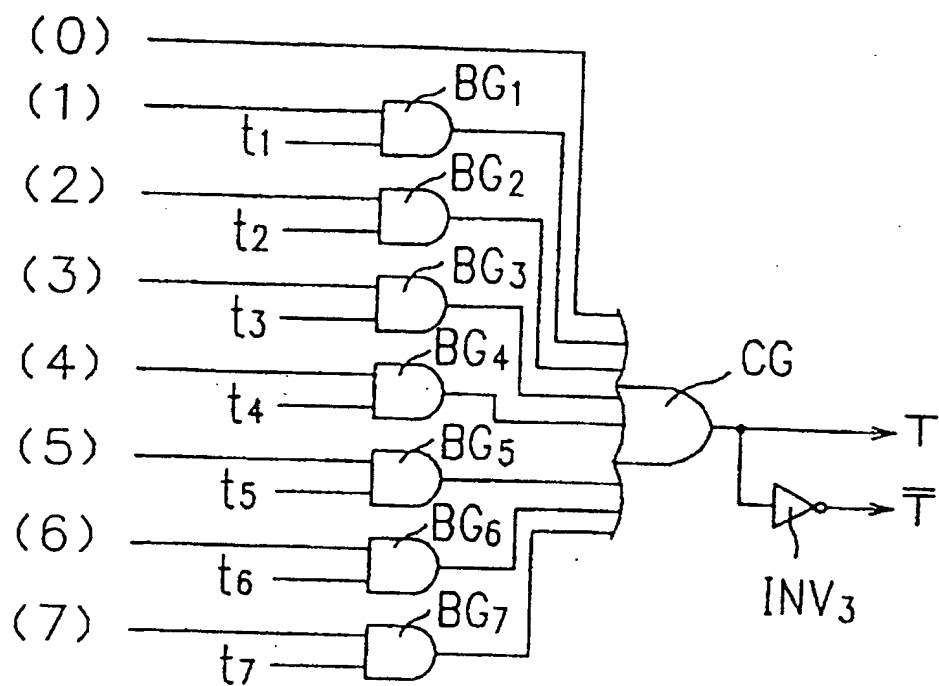 (0)
(1) BG1
t1
(2) BG2
t2
(3) BG3
t3
(4) BG4 CG
t4
(5) BG5 T
t5 T̅
(6) BG6
t6 INV3
(7) BG7
t7